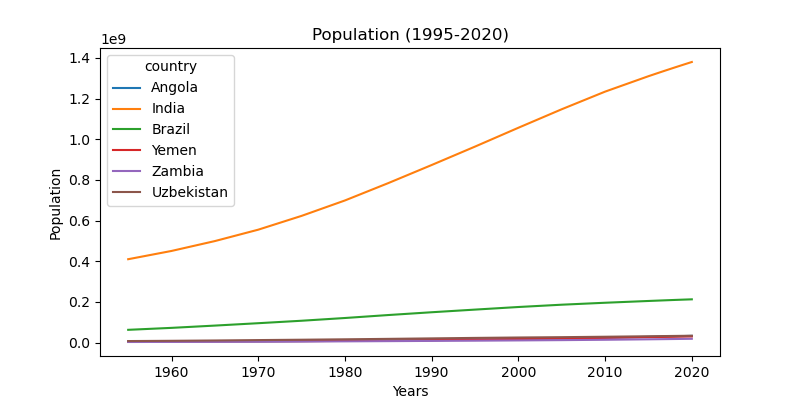 Population (1995-2020)
1e9
country
Angola
India
Brazil
Yemen
Zambia
Uzbekistan
1.4
1.2
1.0
0.8
0.6
0.4
0.2
0.0
Population
1960 1970 1980 1990 2000 2010 2020
Years